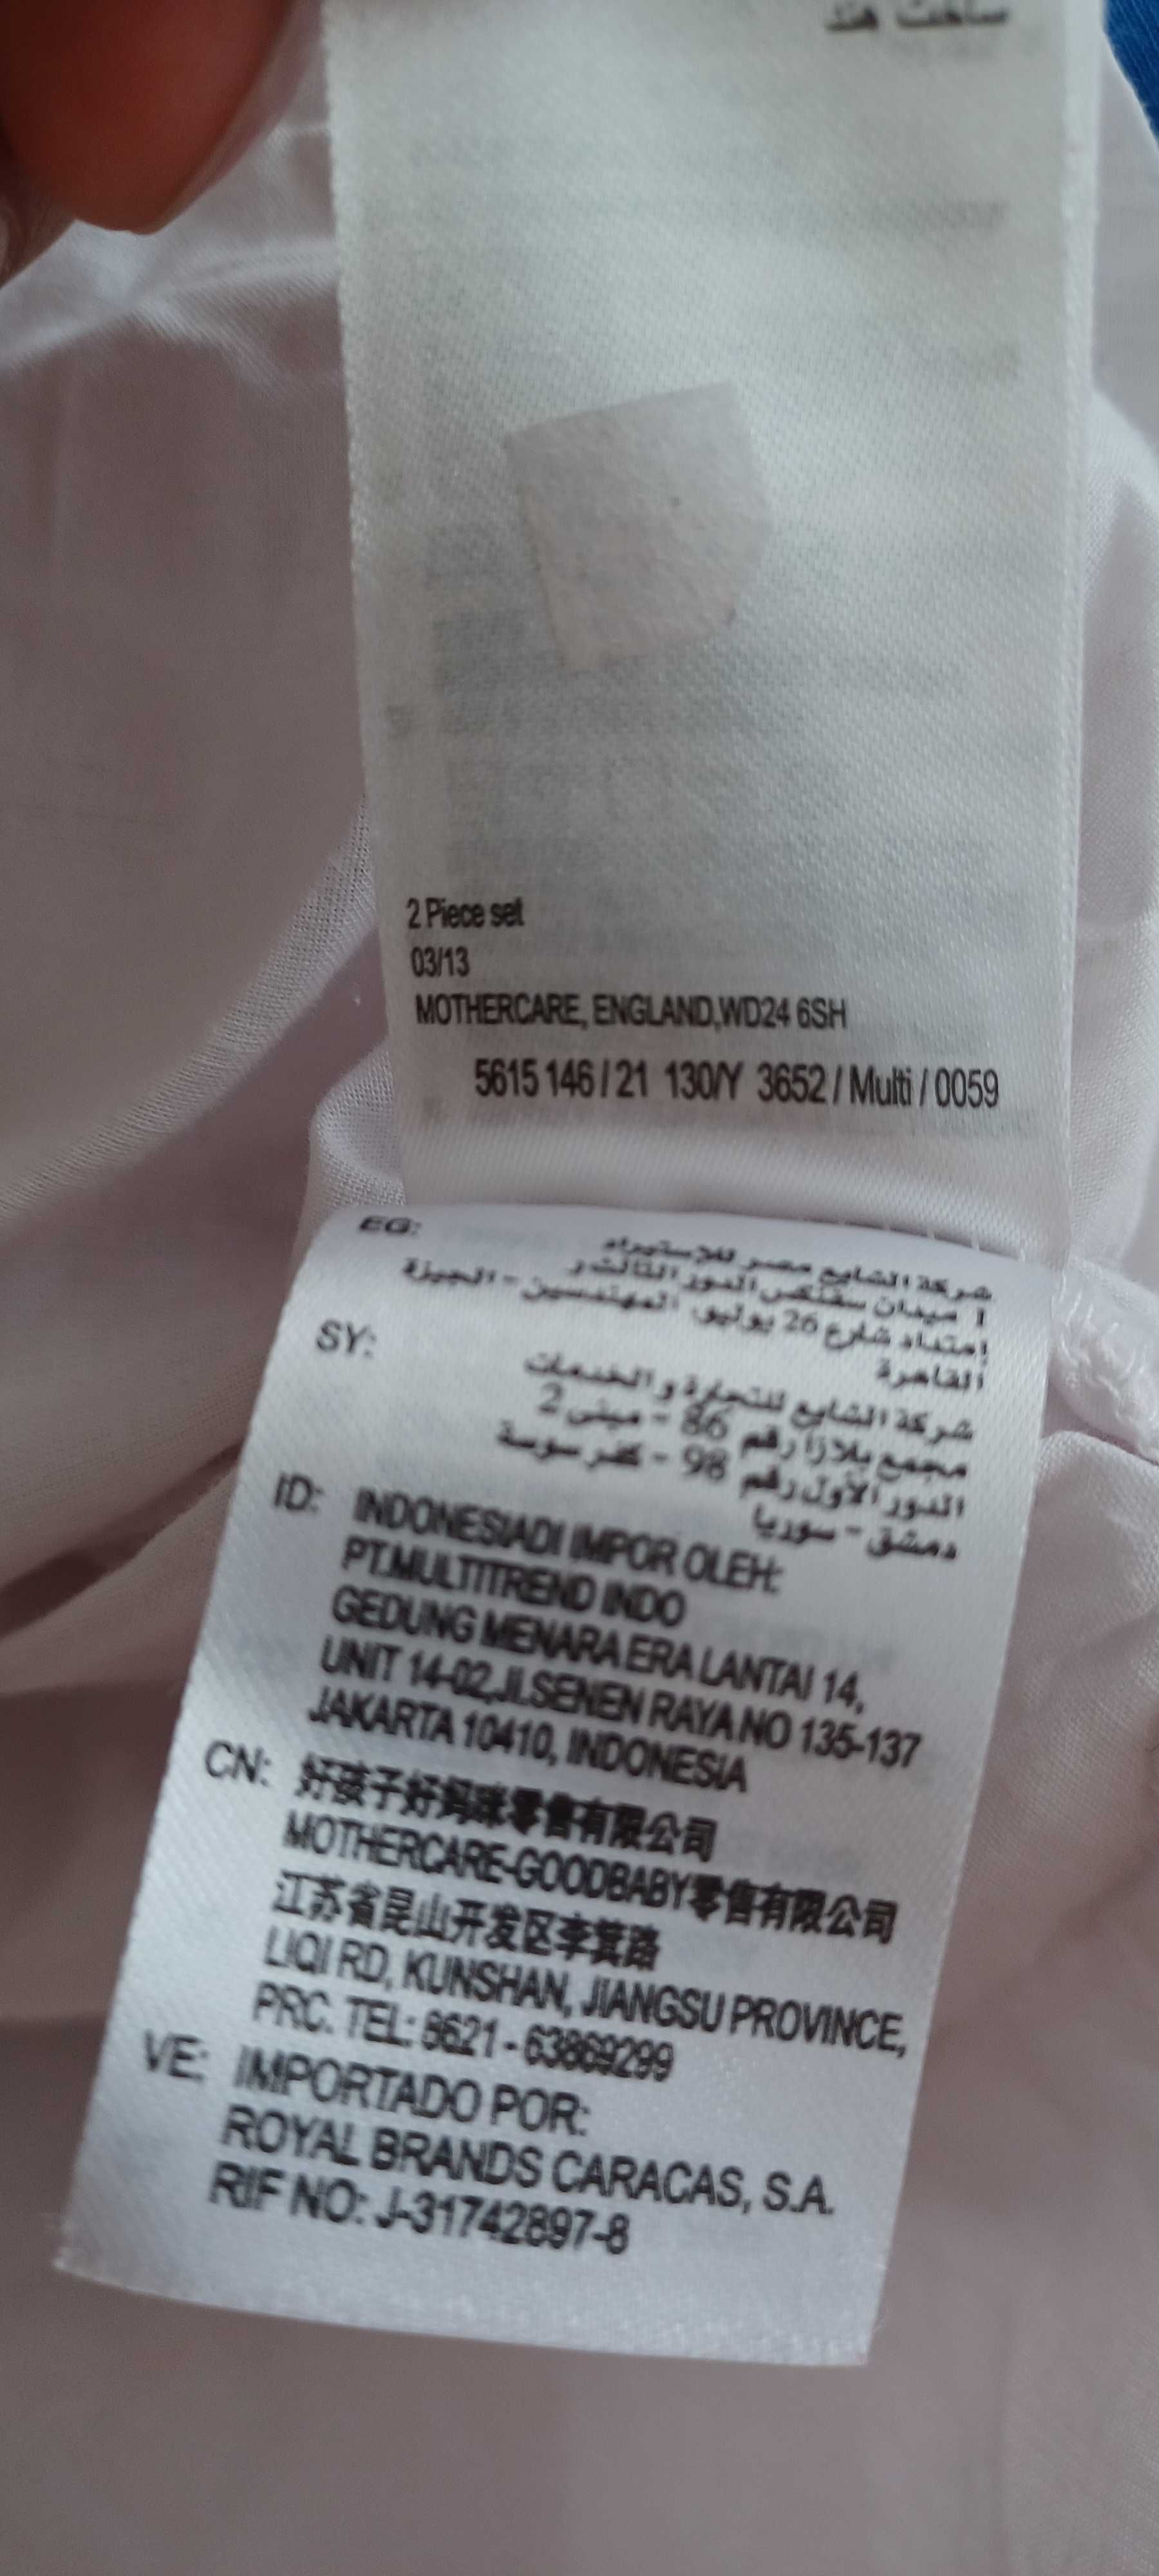 ساخت هند
2 Piece set
03/13
MOTHERCARE, ENGLAND,WD24 6SH
5615 146 / 21 130/Y 3652 / Multi / 0059
EG:
شركة الشايع مصر للإستيراد
1 ميدان سفنكس الدور الثالث ر
إمتداد شارع 26 يوليو، المهندسين - الجيزة
القاهرة
SY:
شركة الشايع للتجارة و الخدمات
مجمع بلازا رقم 86 - مبنى 2
الدور الأول رقم 98 - كفر سوسة
دمشق - سوريا
ID: INDONESIADI IMPOR OLEH:
PT.MULTITREND INDO
GEDUNG MENARA ERA LANTAI 14,
UNIT 14-02,JI.SENEN RAYA NO 135-137
JAKARTA 10410, INDONESIA
CN: 好孩子好妈咪零售有限公司
MOTHERCARE-GOODBABY零售有限公司
江苏省昆山开发区李萁路
LIQI RD, KUNSHAN, JIANGSU PROVINCE,
PRC. TEL: 8621 - 63869299
VE: IMPORTADO POR:
ROYAL BRANDS CARACAS, S.A.
RIF NO: J-31742897-8